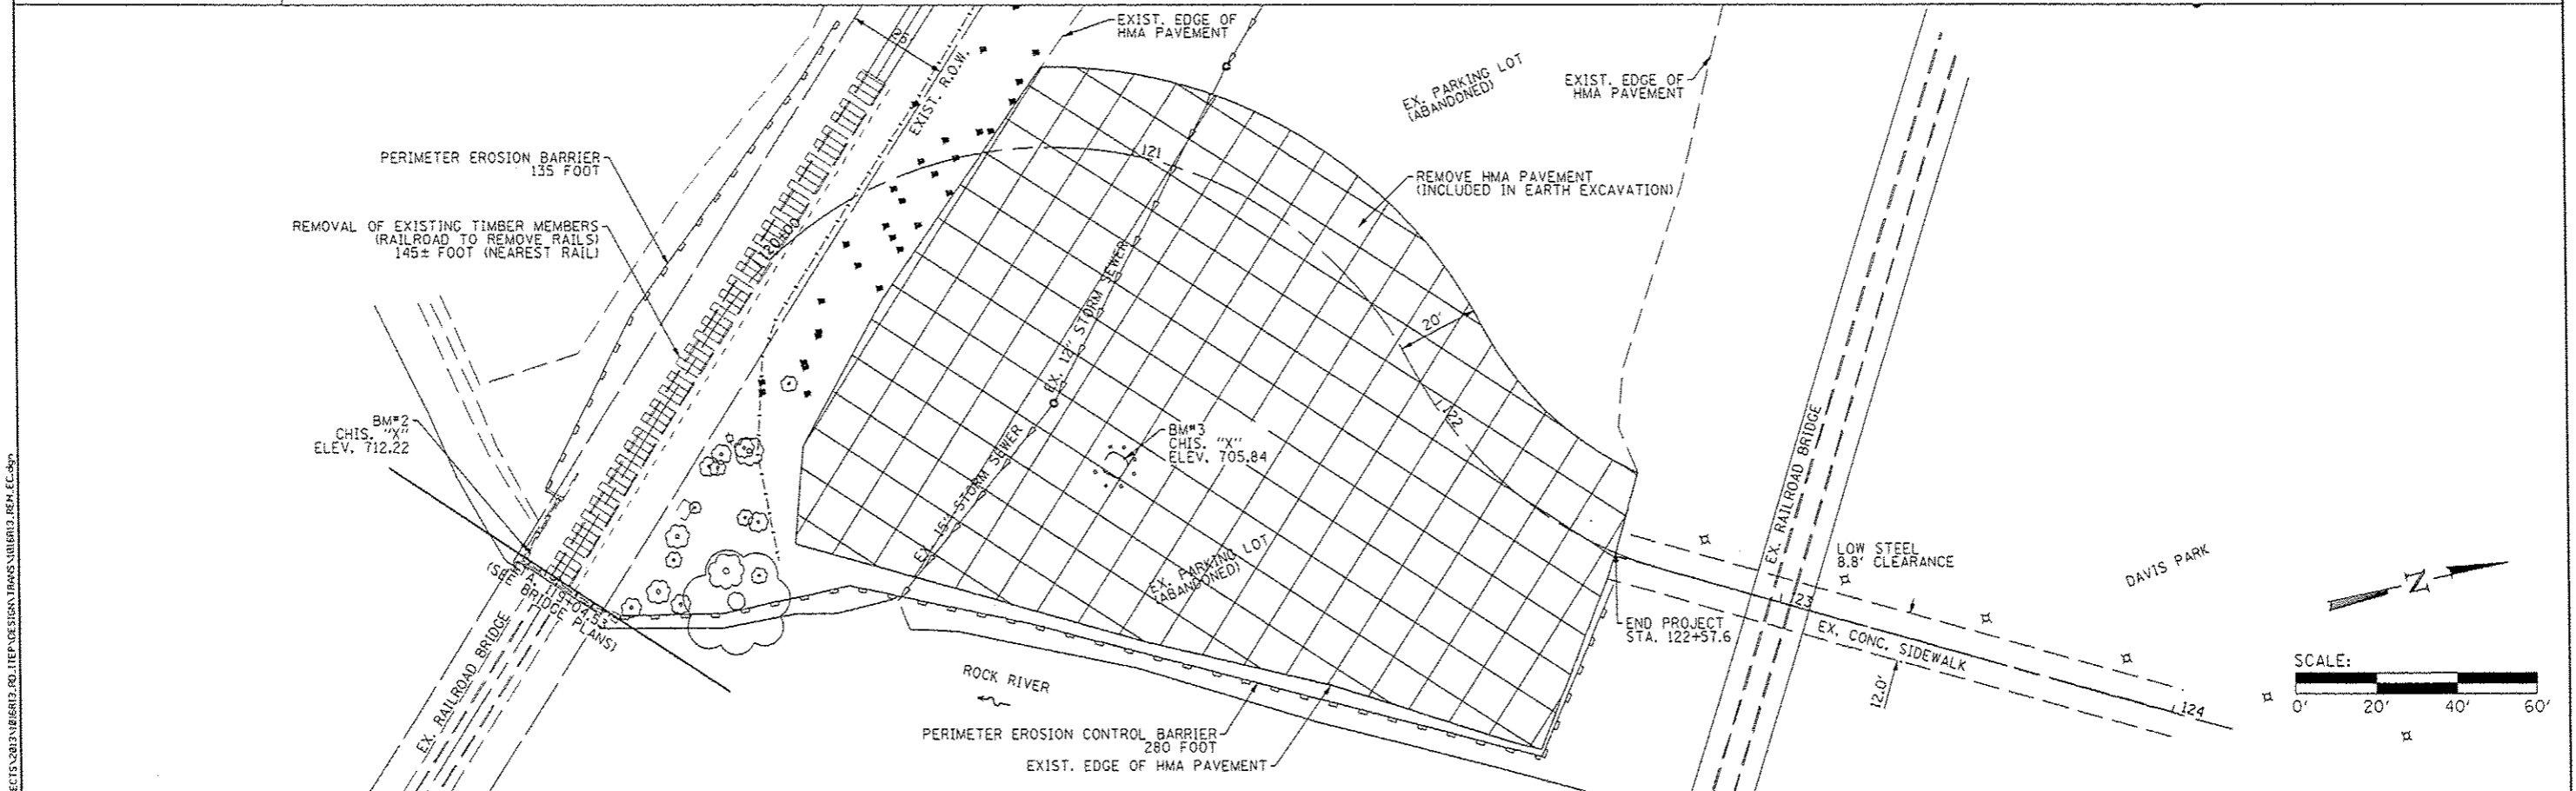 EXIST. EDGE OF
HMA PAVEMENT
EXIST. R.O.W.
EX. PARKING LOT
(ABANDONED)
EXIST. EDGE OF
HMA PAVEMENT
PERIMETER EROSION BARRIER
135 FOOT
121
REMOVE HMA PAVEMENT
(INCLUDED IN EARTH EXCAVATION)
REMOVAL OF EXISTING TIMBER MEMBERS
(RAILROAD TO REMOVE RAILS)
145± FOOT (NEAREST RAIL)
120+00
EX. 12" STORM SEWER
20'
122
BM#2
CHIS. "X"
ELEV. 712.22
BM#3
CHIS. "X"
ELEV. 705.84
EX. 15" STORM SEWER
EX. RAILROAD BRIDGE
LOW STEEL
8.8' CLEARANCE
DAVIS PARK
N
STA. 119+04.53
(SEE BRIDGE PLANS)
EX. PARKING LOT
(ABANDONED)
123
END PROJECT
STA. 122+57.6
EX. CONC. SIDEWALK
EX. RAILROAD BRIDGE
ROCK RIVER
12.0'
124
SCALE:
0' 20' 40' 60'
PERIMETER EROSION CONTROL BARRIER
280 FOOT
EXIST. EDGE OF HMA PAVEMENT